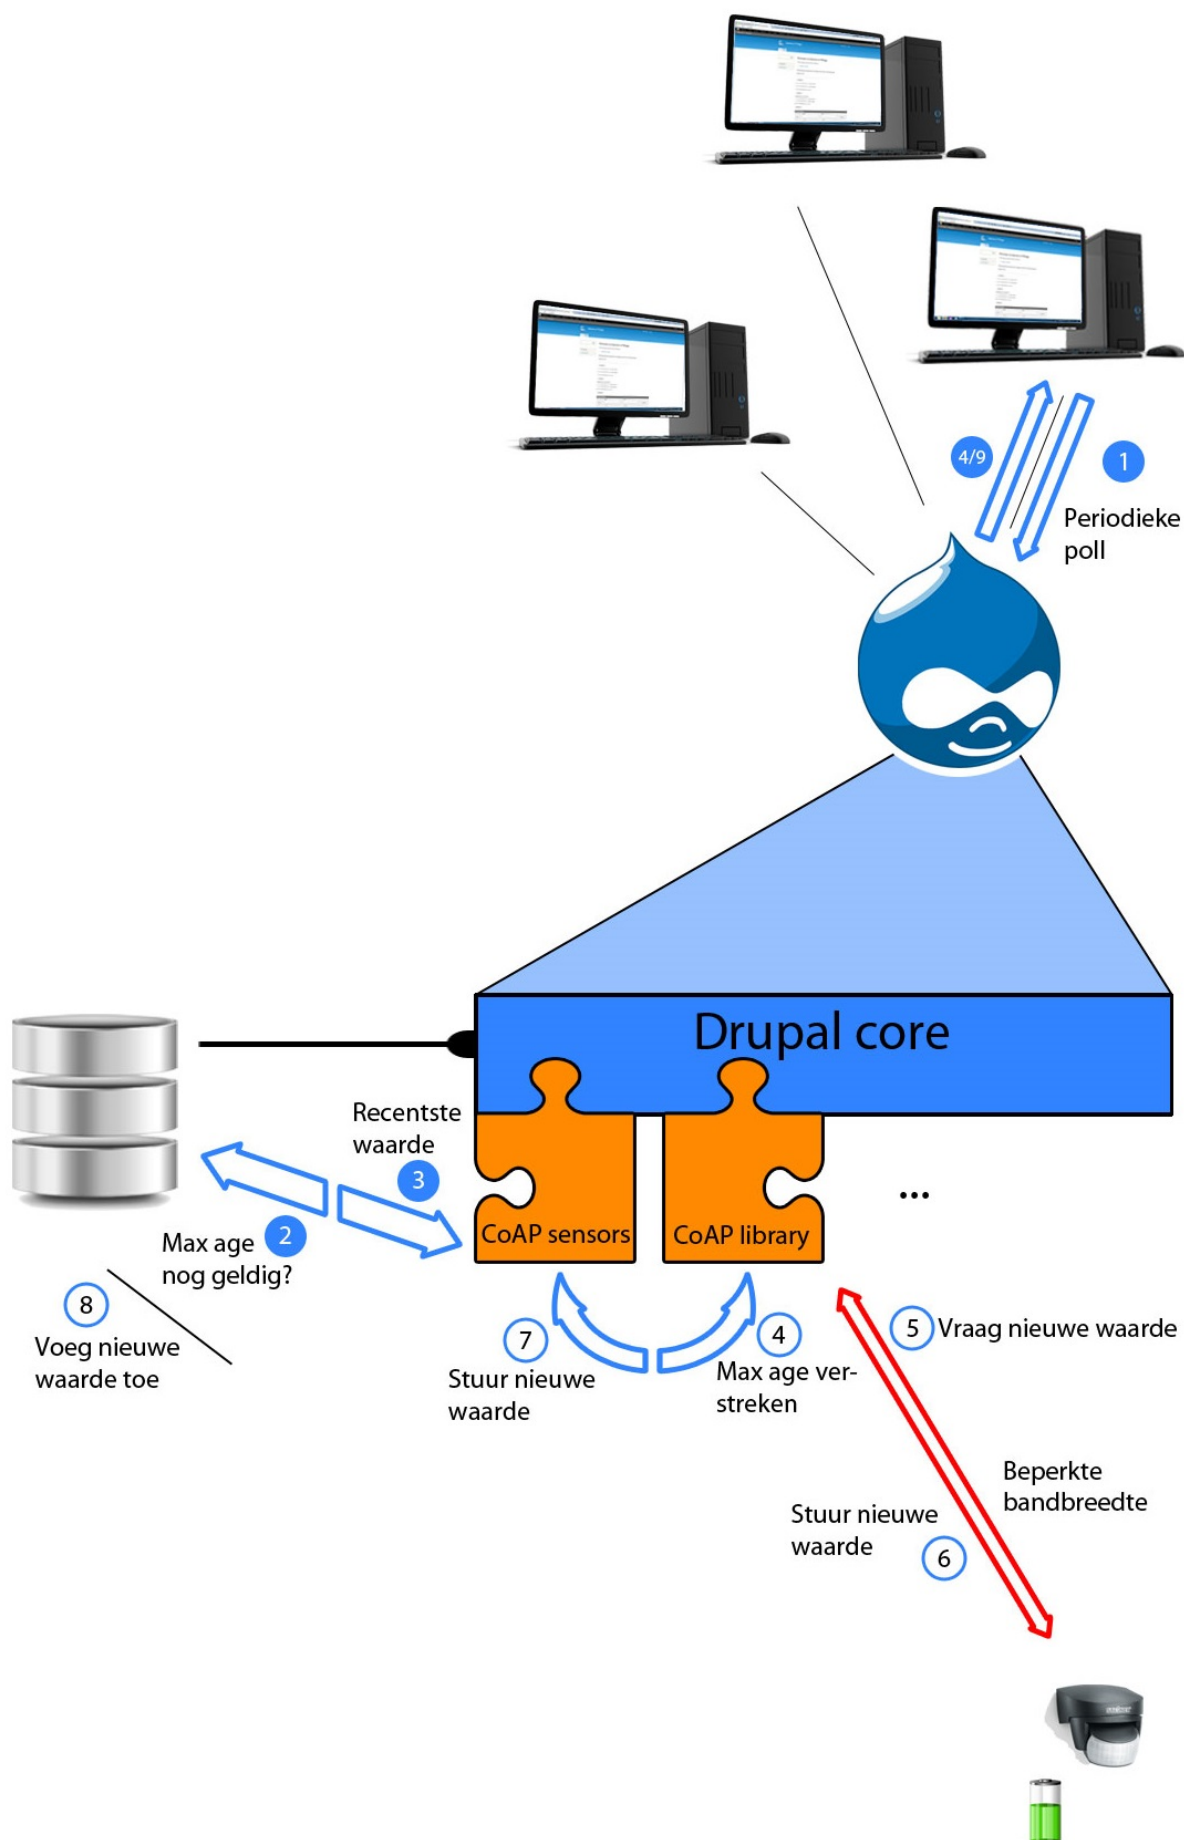 4/9
1
Periodieke
poll
Drupal core
Recentste
waarde
3
CoAP sensors
CoAP library
...
Max age
2
nog geldig?
8
Voeg nieuwe
waarde toe
7
Stuur nieuwe
waarde
4
Max age ver-
streken
5
Vraag nieuwe waarde
Beperkte
bandbreedte
Stuur nieuwe
waarde
6